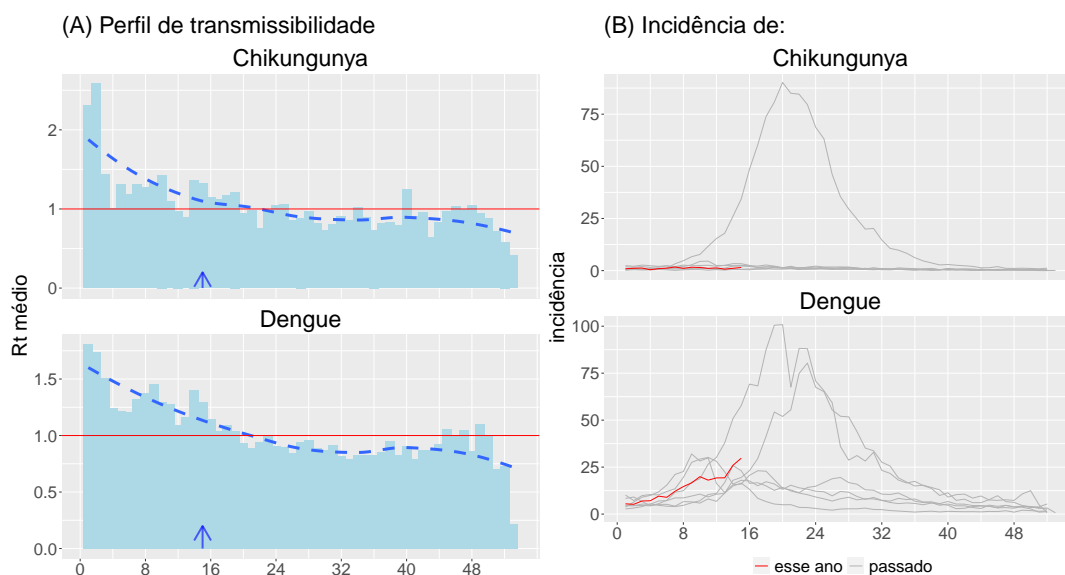 (A) Perfil de transmissibilidade
Chikungunya
2
1
0
Dengue
1.5
1.0
0.5
0.0
0 8 16 24 32 40 48
Rt médio
(B) Incidência de:
Chikungunya
75
50
25
0
Dengue
100
75
50
25
0
0 8 16 24 32 40 48
incidência
esse ano passado